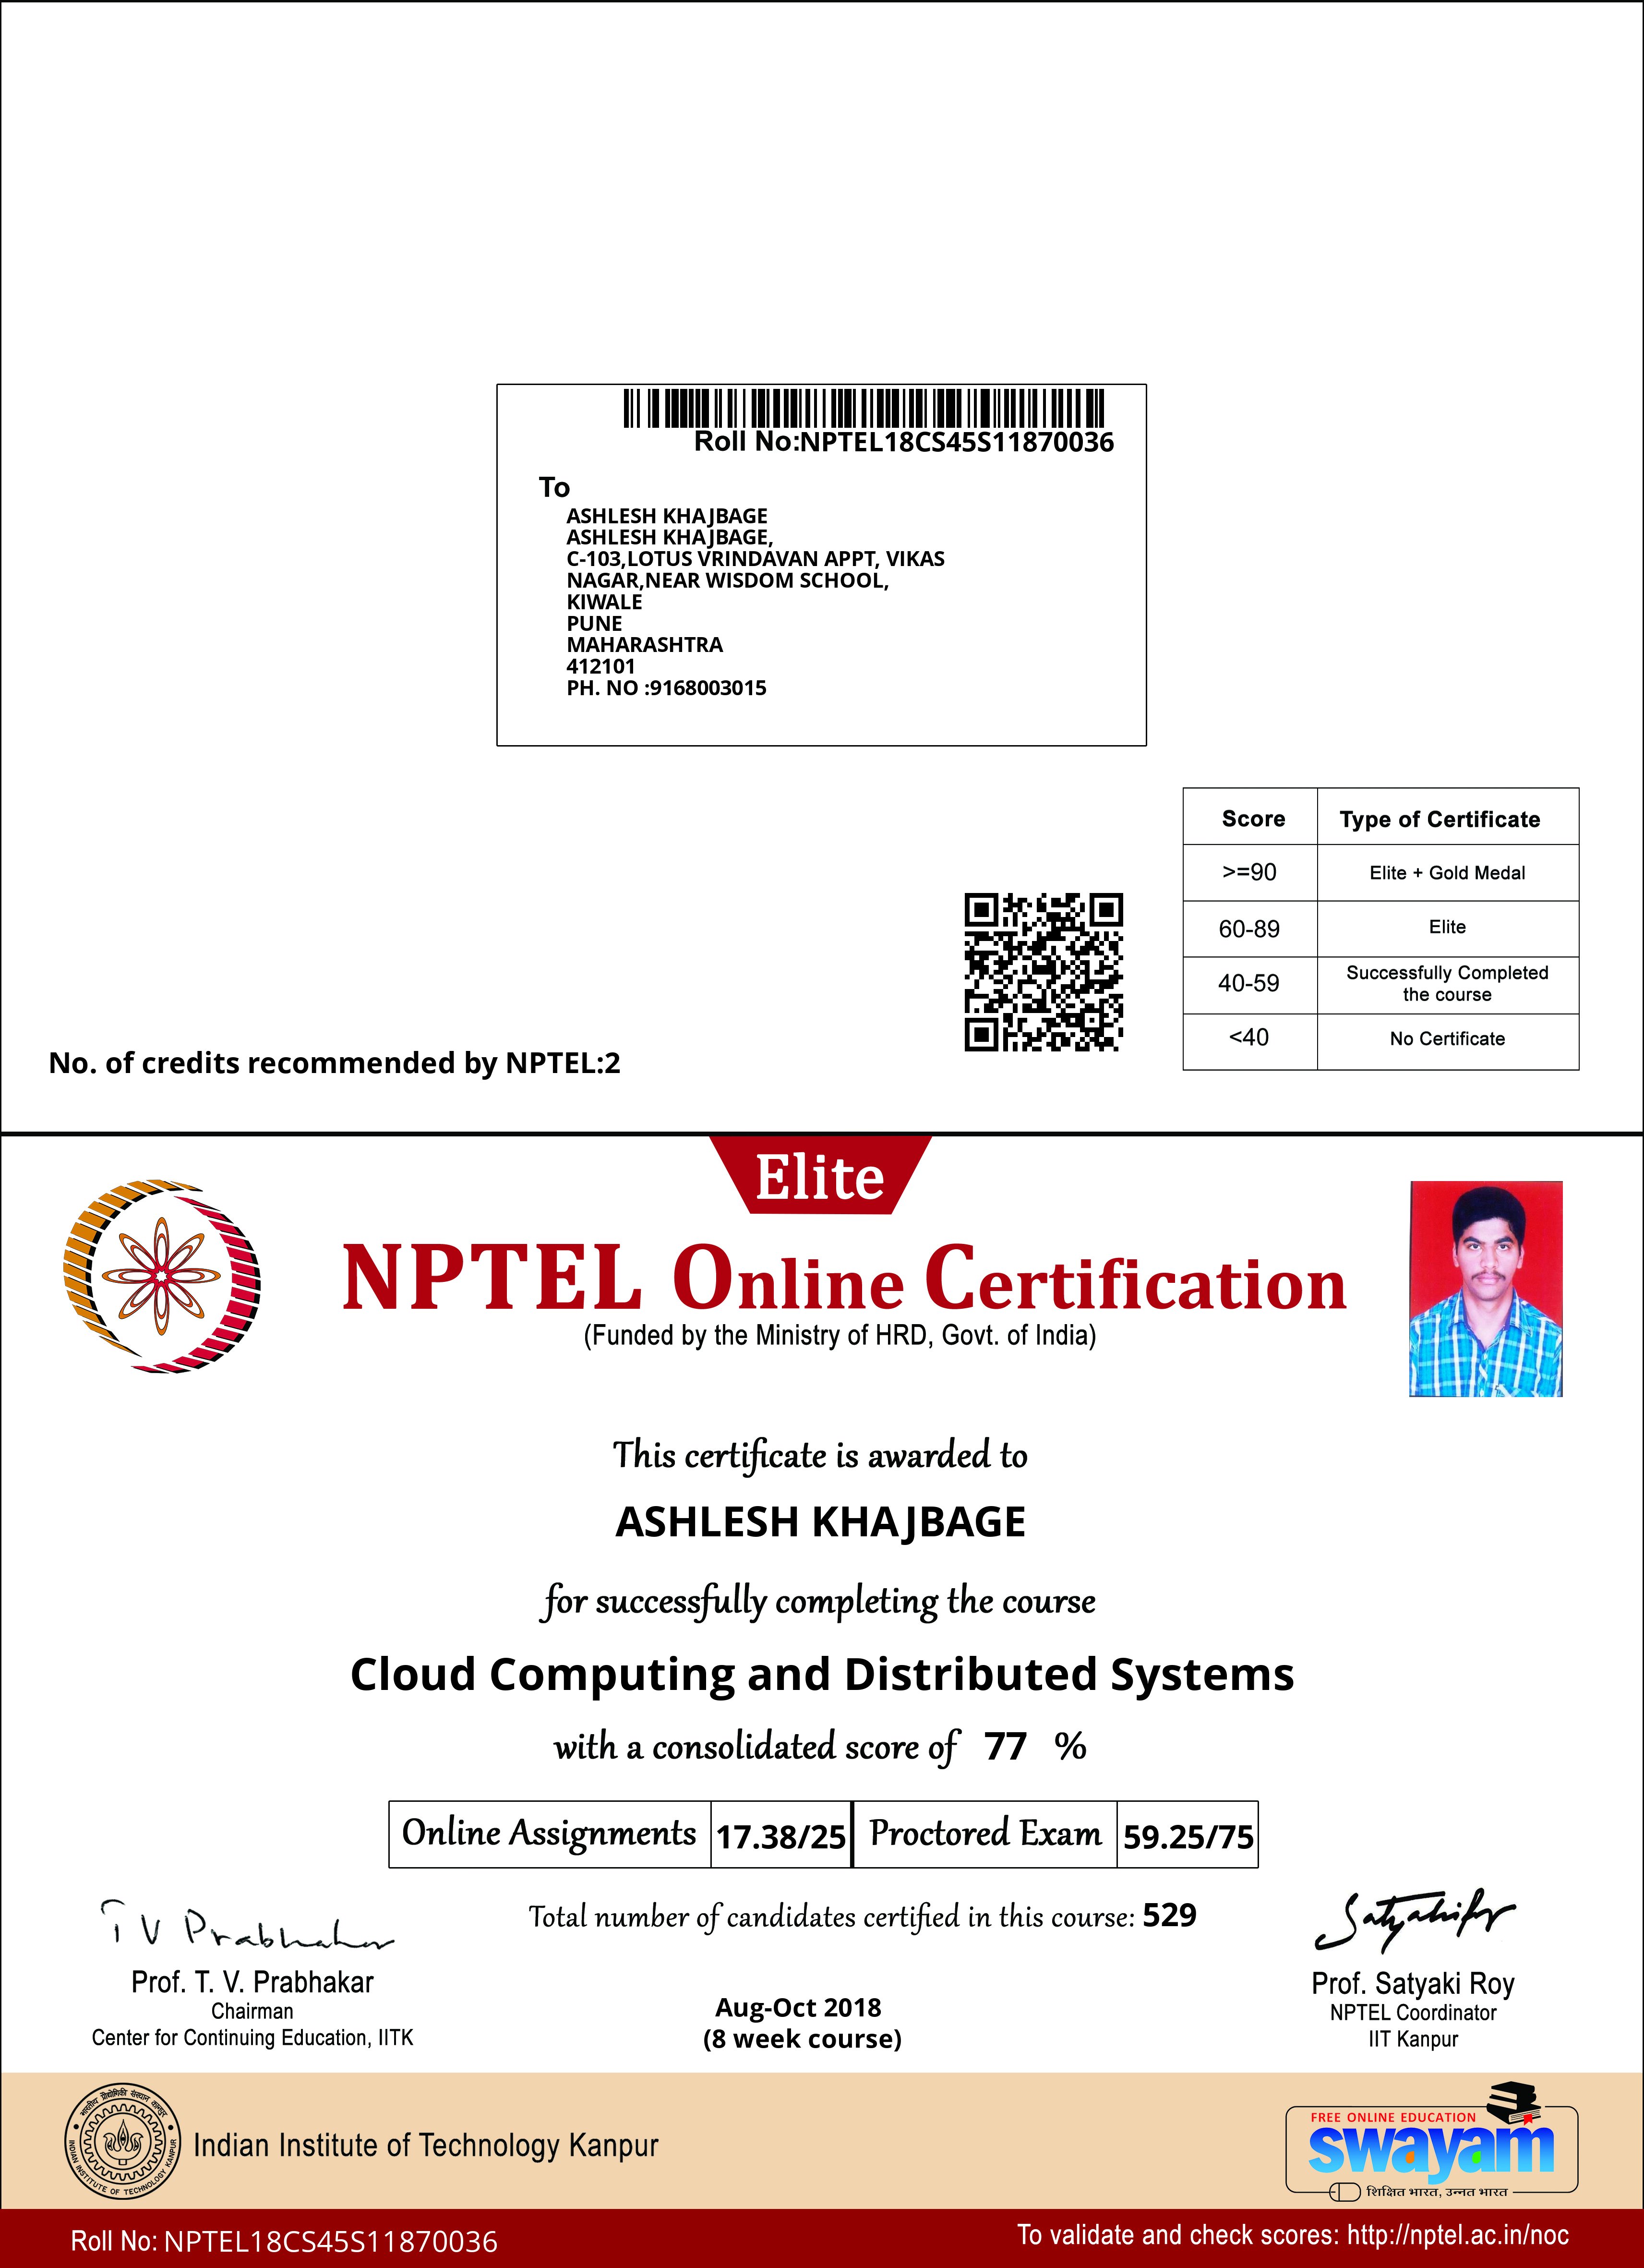 Roll No:NPTEL18CS45S11870036
To
ASHLESH KHAJBAGE
ASHLESH KHAJBAGE,
C-103,LOTUS VRINDAVAN APPT, VIKAS
NAGAR,NEAR WISDOM SCHOOL,
KIWALE
PUNE
MAHARASHTRA
412101
PH. NO :9168003015
Score Type of Certificate
>=90 Elite + Gold Medal
60-89 Elite
40-59 Successfully Completed
the course
<40 No Certificate
No. of credits recommended by NPTEL:2
Elite
NPTEL Online Certification
(Funded by the Ministry of HRD, Govt. of India)
This certificate is awarded to
ASHLESH KHAJBAGE
for successfully completing the course
Cloud Computing and Distributed Systems
with a consolidated score of 77 %
Online Assignments 17.38/25 Proctored Exam 59.25/75
Total number of candidates certified in this course: 529
T V Prabhakar
Prof. T. V. Prabhakar
Chairman
Center for Continuing Education, IITK
Aug-Oct 2018
(8 week course)
Prof. Satyaki Roy
NPTEL Coordinator
IIT Kanpur
भारतीय प्रौद्योगिकी संस्थान कानपुर
INDIAN INSTITUTE OF TECHNOLOGY KANPUR
Indian Institute of Technology Kanpur
FREE ONLINE EDUCATION
swayam
शिक्षित भारत, उन्नत भारत
Roll No: NPTEL18CS45S11870036
To validate and check scores: http://nptel.ac.in/noc